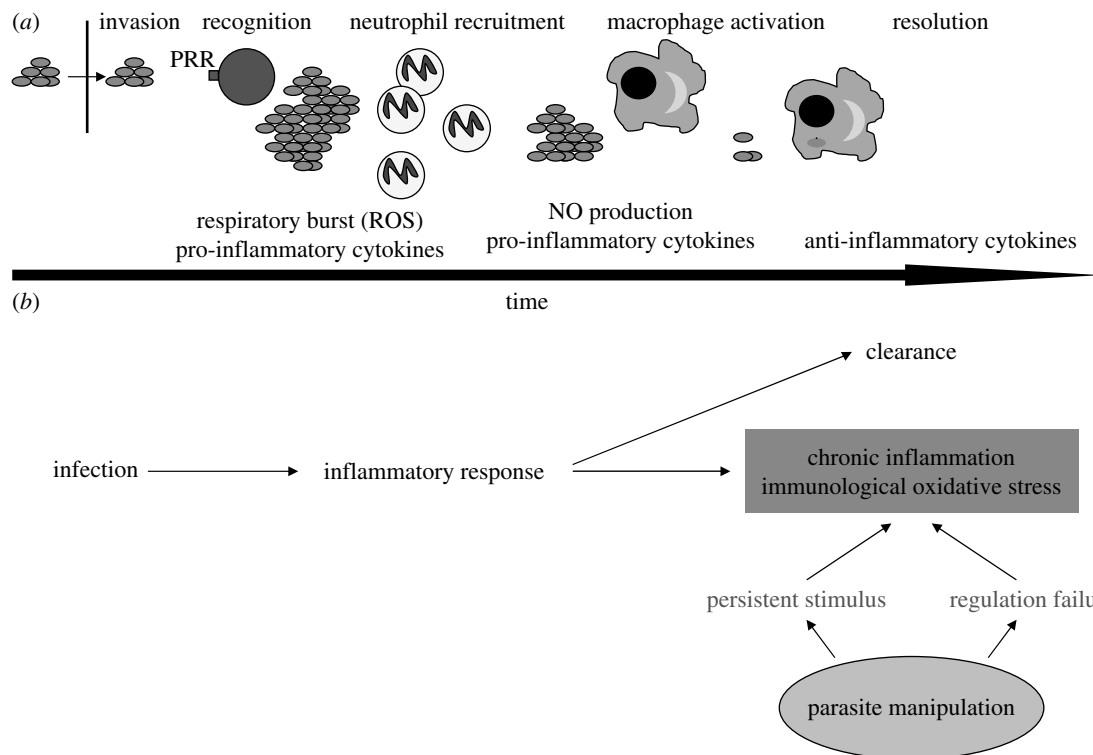 (a)
invasion
recognition
neutrophil recruitment
macrophage activation
resolution
PRR
respiratory burst (ROS)
pro-inflammatory cytokines
NO production
pro-inflammatory cytokines
anti-inflammatory cytokines
time
(b)
clearance
infection
inflammatory response
chronic inflammation
immunological oxidative stress
persistent stimulus
regulation failu
parasite manipulation